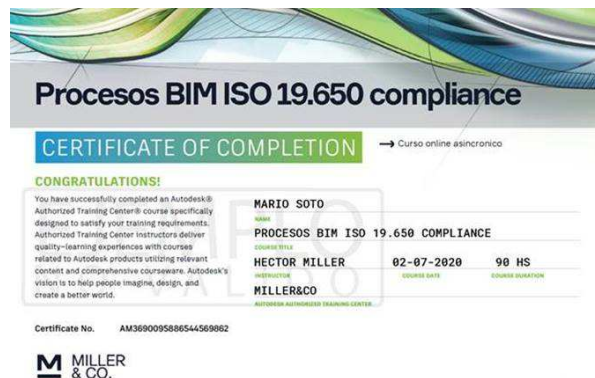 Procesos BIM ISO 19.650 compliance
CERTIFICATE OF COMPLETION
→ Curso online asincronico
CONGRATULATIONS!
You have successfully completed an Autodesk®
Authorized Training Center® course specifically
designed to satisfy your training requirements.
Authorized Training Center instructors deliver
quality-learning experiences with courses
related to Autodesk products utilizing relevant
content and comprehensive courseware. Autodesk's
vision is to help people imagine, design, and
create a better world.
MARIO SOTO
NAME
PROCESOS BIM ISO 19.650 COMPLIANCE
COURSE TITLE
HECTOR MILLER 02-07-2020 90 HS
INSTRUCTOR COURSE DATE COURSE DURATION
MILLER&CO
AUTODESK AUTHORIZED TRAINING CENTER
Certificate No. AM3690095886544569862
M MILLER
& CO.